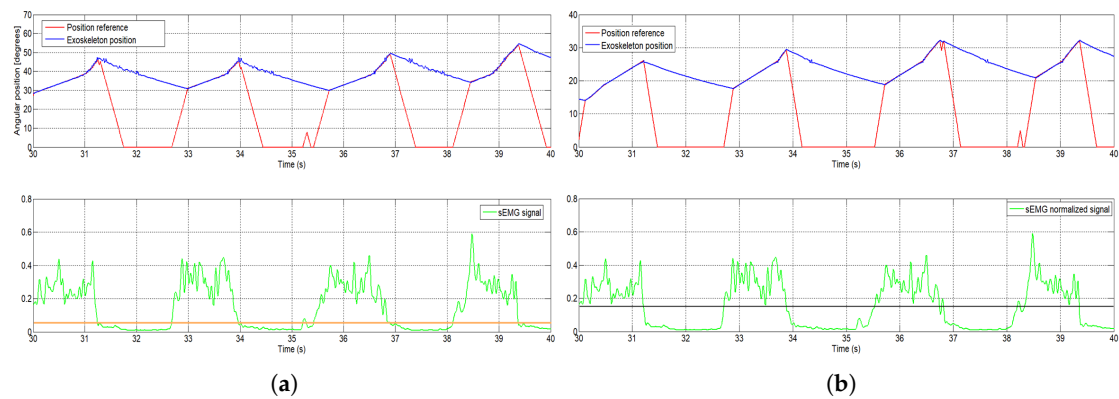 Position reference
Exoskeleton position
Angular position [degrees]
70
60
50
40
30
20
10
0
30 31 32 33 34 35 36 37 38 39 40
Time (s)
Position reference
Exoskeleton position
40
30
20
10
0
30 31 32 33 34 35 36 37 38 39 40
Time (s)
sEMG signal
0.8
0.6
0.4
0.2
0
30 31 32 33 34 35 36 37 38 39 40
Time (s)
sEMG normalized signal
0.8
0.6
0.4
0.2
0
30 31 32 33 34 35 36 37 38 39 40
Time (s)
(a)
(b)